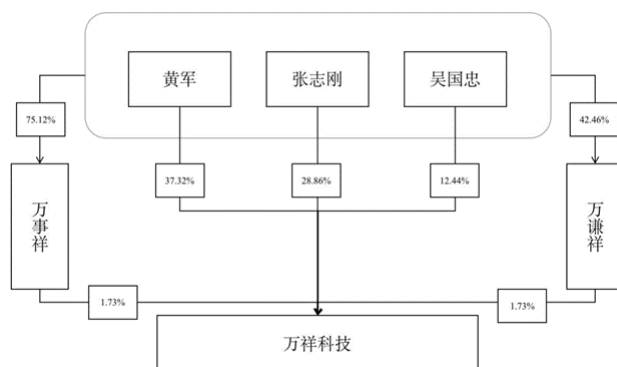 黄军
张志刚
吴国忠
75.12%
42.46%
37.32%
28.86%
12.44%
万事祥
万谦祥
1.73%
1.73%
万祥科技